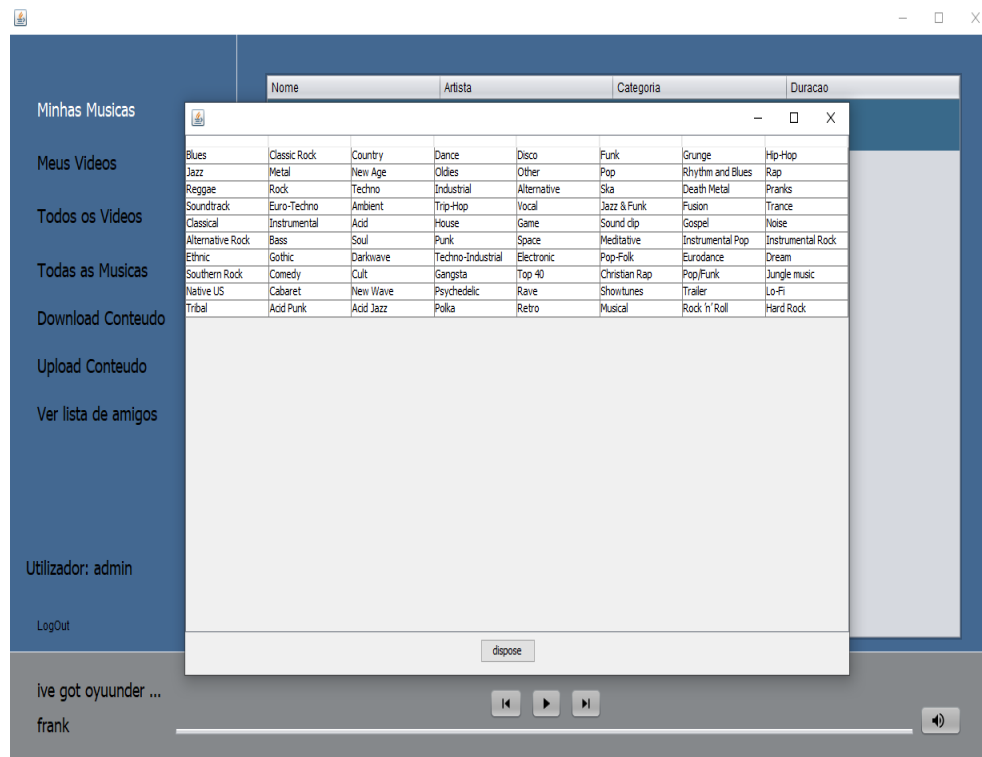 Nome Artista Categoria Duracao
Minhas Musicas
Meus Videos
Todos os Videos
Todas as Musicas
Download Conteudo
Upload Conteudo
Ver lista de amigos
Utilizador: admin
LogOut
Blues Classic Rock Country Dance Disco Funk Grunge Hip-Hop
Jazz Metal New Age Oldies Other Pop Rhythm and Blues Rap
Reggae Rock Techno Industrial Alternative Ska Death Metal Pranks
Soundtrack Euro-Techno Ambient Trip-Hop Vocal Jazz & Funk Fusion Trance
Classical Instrumental Acid House Game Sound clip Gospel Noise
Alternative Rock Bass Soul Punk Space Meditative Instrumental Pop Instrumental Rock
Ethnic Gothic Darkwave Techno-Industrial Electronic Pop-Folk Eurodance Dream
Southern Rock Comedy Cult Gangsta Top 40 Christian Rap Pop/Funk Jungle music
Native US Cabaret New Wave Psychedelic Rave Showtunes Trailer Lo-Fi
Tribal Acid Punk Acid Jazz Polka Retro Musical Rock 'n' Roll Hard Rock
dispose
ive got oyuunder ...
frank